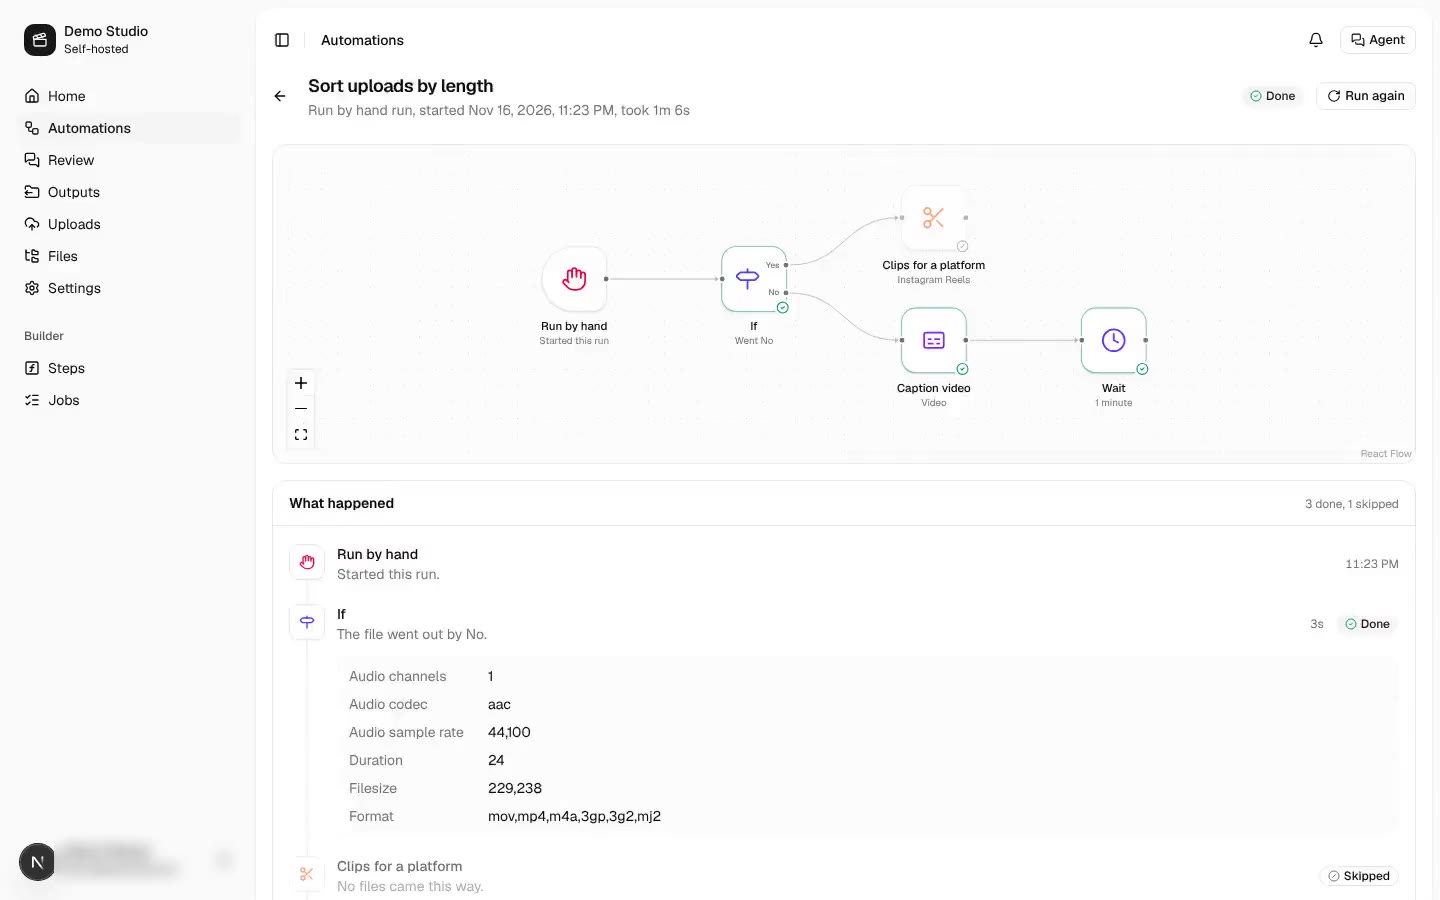 Demo Studio
Self-hosted
Home
Automations
Review
Outputs
Uploads
Files
Settings
Builder
Steps
Jobs
N
Automations
Agent
Sort uploads by length
Run by hand run, started Nov 16, 2026, 11:23 PM, took 1m 6s
Done
Run again
Run by hand
Started this run
Yes
No
If
Went No
Clips for a platform
Instagram Reels
Caption video
Video
Wait
1 minute
React Flow
What happened
3 done, 1 skipped
Run by hand
Started this run.
11:23 PM
If
The file went out by No.
3s
Done
Audio channels 1
Audio codec aac
Audio sample rate 44,100
Duration 24
Filesize 229,238
Format mov,mp4,m4a,3gp,3g2,mj2
Clips for a platform
No files came this way.
Skipped